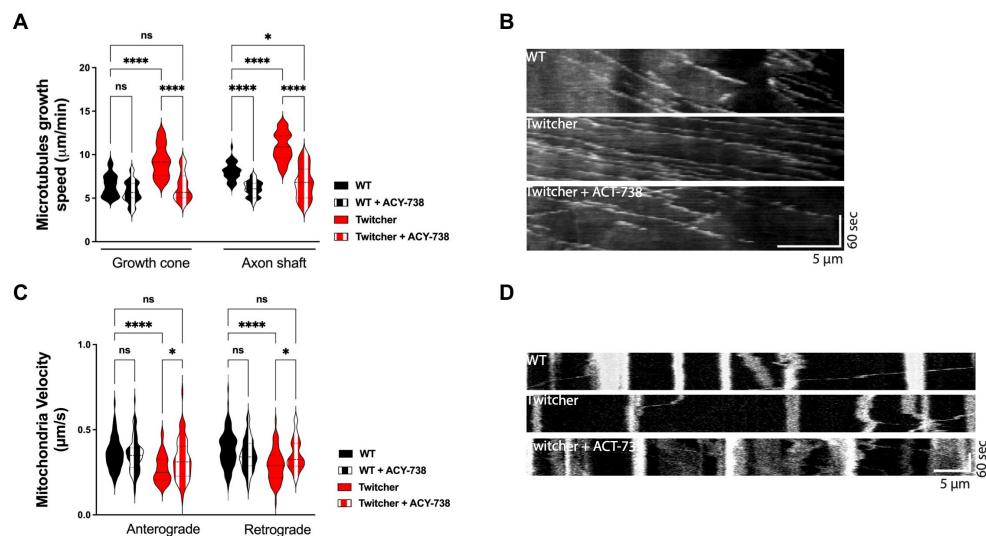 A
ns
*
****
****
ns
****
****
****
20
15
10
5
0
Microtubules growth
speed (μm/min)
Growth cone
Axon shaft
WT
WT + ACY-738
Twitcher
Twitcher + ACY-738
B
WT
Twitcher
Twitcher + ACT-738
60 sec
5 μm
C
ns
ns
****
****
ns
*
ns
*
1.0
0.5
0.0
Mitochondria Velocity
(μm/s)
Anterograde
Retrograde
WT
WT + ACY-738
Twitcher
Twitcher + ACY-738
D
WT
Twitcher
Twitcher + ACT-73
60 sec
5 μm